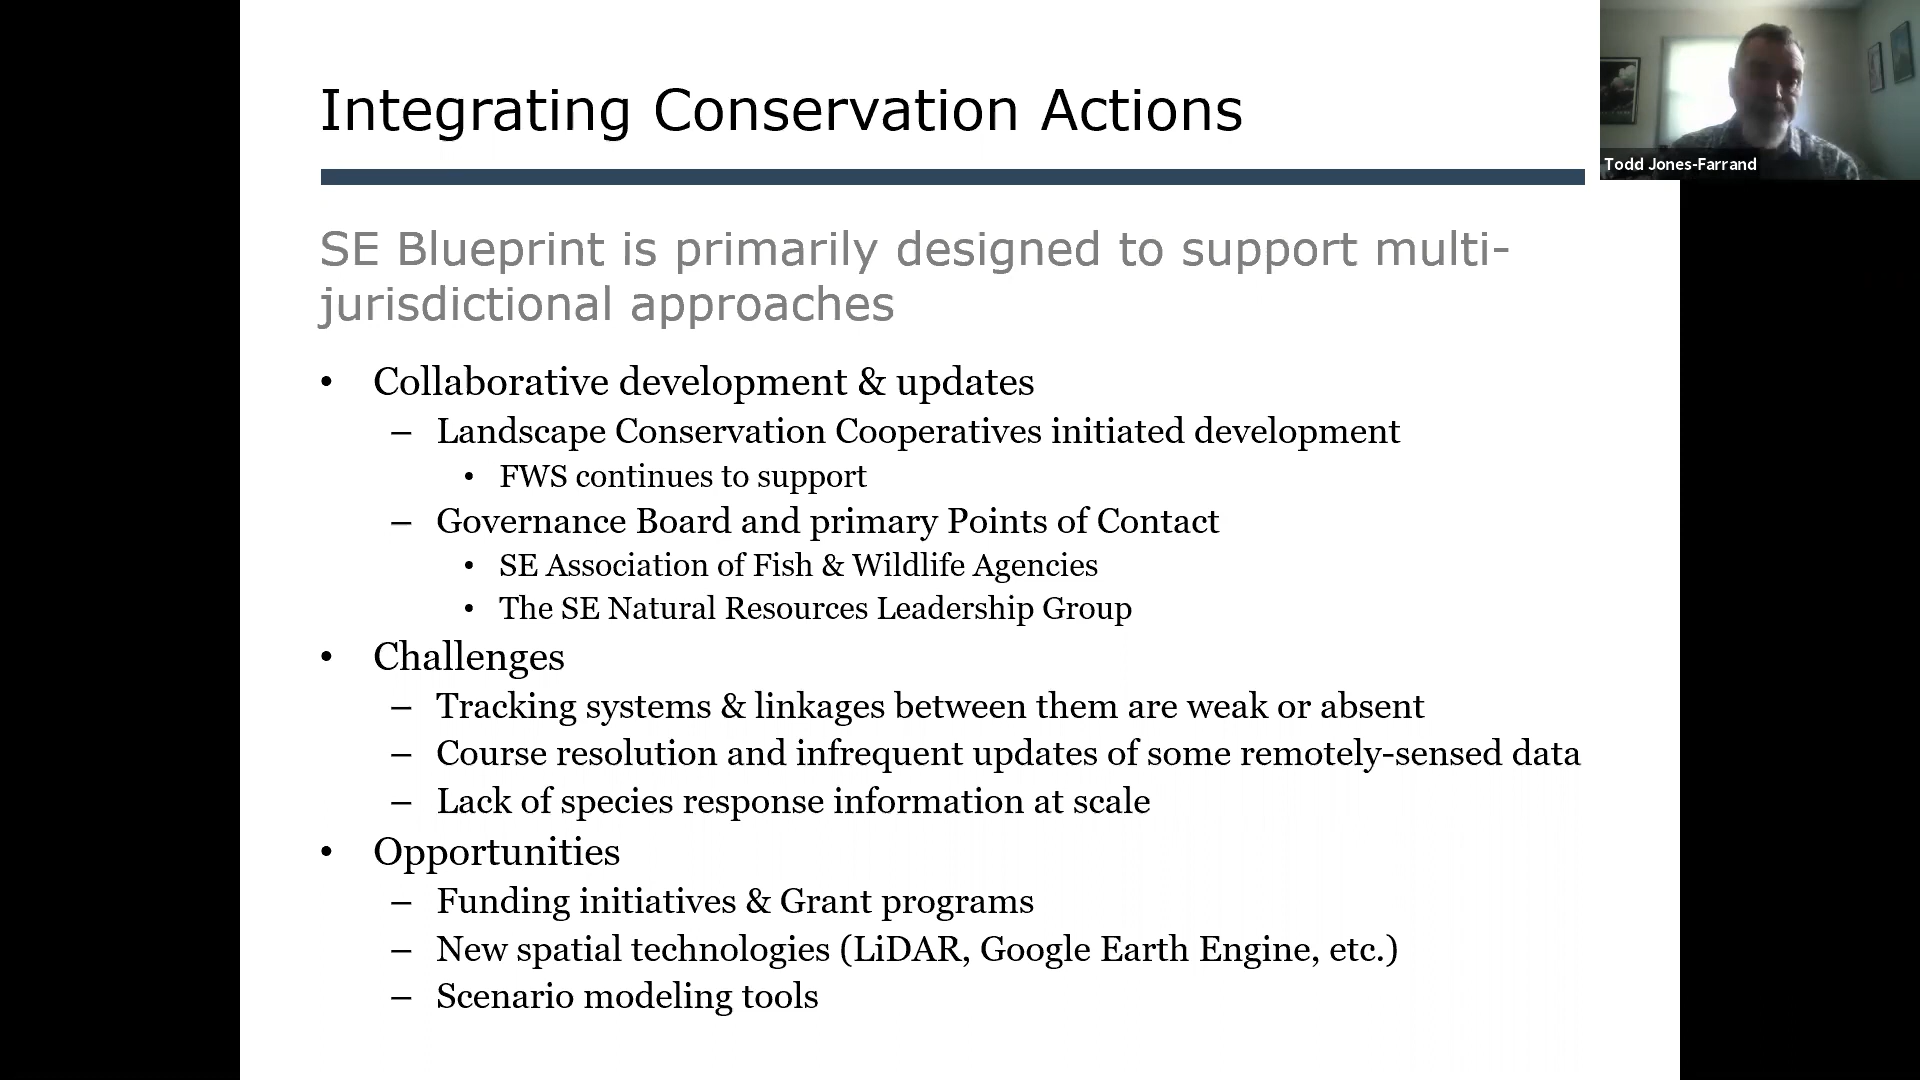 Integrating Conservation Actions
Todd Jones-Farrand
SE Blueprint is primarily designed to support multi-
jurisdictional approaches
• Collaborative development & updates
– Landscape Conservation Cooperatives initiated development
• FWS continues to support
– Governance Board and primary Points of Contact
• SE Association of Fish & Wildlife Agencies
• The SE Natural Resources Leadership Group
• Challenges
– Tracking systems & linkages between them are weak or absent
– Course resolution and infrequent updates of some remotely-sensed data
– Lack of species response information at scale
• Opportunities
– Funding initiatives & Grant programs
– New spatial technologies (LiDAR, Google Earth Engine, etc.)
– Scenario modeling tools